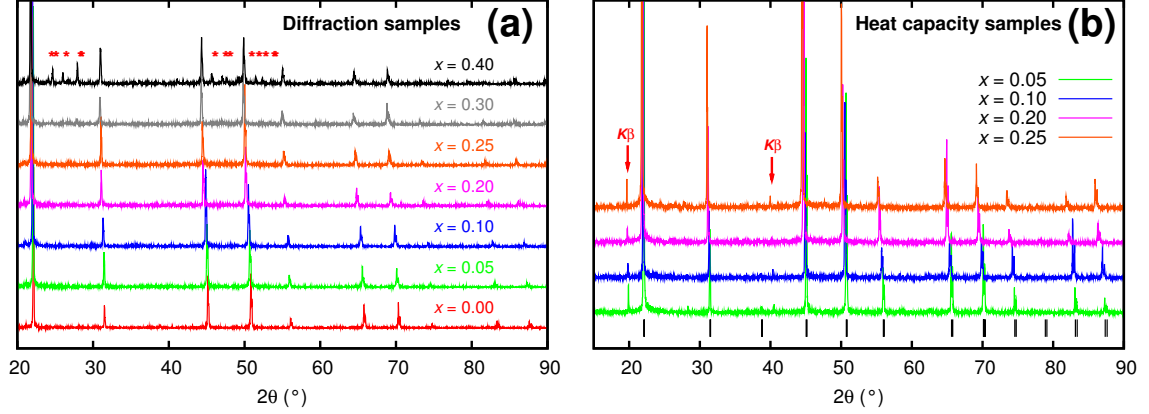 Diffraction samples (a)
** * * * ** **** *
x = 0.40
x = 0.30
x = 0.25
x = 0.20
x = 0.10
x = 0.05
x = 0.00
20 30 40 50 60 70 80 90
2θ (°)
Heat capacity samples (b)
x = 0.05
x = 0.10
x = 0.20
x = 0.25
Kβ Kβ
20 30 40 50 60 70 80 90
2θ (°)